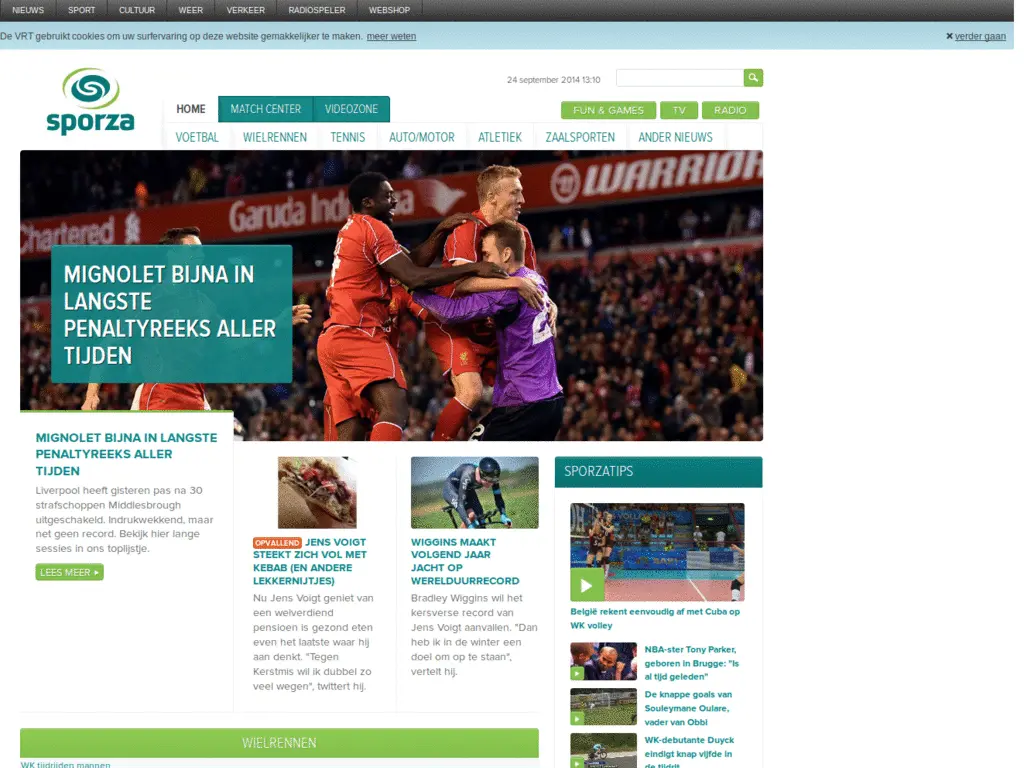 NIEUWS SPORT CULTUUR WEER VERKEER RADIOSPELER WEBSHOP
De VRT gebruikt cookies om uw surfervaring op deze website gemakkelijker te maken. meer weten
✖ verder gaan
sporza
24 september 2014 13:10
HOME MATCH CENTER VIDEOZONE
FUN & GAMES TV RADIO
VOETBAL WIELRENNEN TENNIS AUTO/MOTOR ATLETIEK ZAALSPORTEN ANDER NIEUWS
Chartered
Garuda Indonesia
WARRIOR
MIGNOLET BIJNA IN
LANGSTE
PENALTYREEKS ALLER
TIJDEN
MIGNOLET BIJNA IN LANGSTE
PENALTYREEKS ALLER
TIJDEN
Liverpool heeft gisteren pas na 30
strafschoppen Middlesbrough
uitgeschakeld. Indrukwekkend, maar
net geen record. Bekijk hier lange
sessies in ons toplijstje.
LEES MEER
OPVALLEND JENS VOIGT
STEEKT ZICH VOL MET
KEBAB (EN ANDERE
LEKKERNIJTJES)
Nu Jens Voigt geniet van
een welverdiend
pensioen is gezond eten
even het laatste waar hij
aan denkt. "Tegen
Kerstmis wil ik dubbel zo
veel wegen", twittert hij.
WIGGINS MAAKT
VOLGEND JAAR
JACHT OP
WERELDUURRECORD
Bradley Wiggins wil het
kersverse record van
Jens Voigt aanvallen. "Dan
heb ik in de winter een
doel om op te staan",
vertelt hij.
SPORZATIPS
België rekent eenvoudig af met Cuba op
WK volley
NBA-ster Tony Parker,
geboren in Brugge: "Is
al tijd geleden"
De knappe goals van
Souleymane Oulare,
vader van Obbi
WK-debutante Duyck
eindigt knap vijfde in
de tijdrit
WIELRENNEN
WK tijdrijden mannen